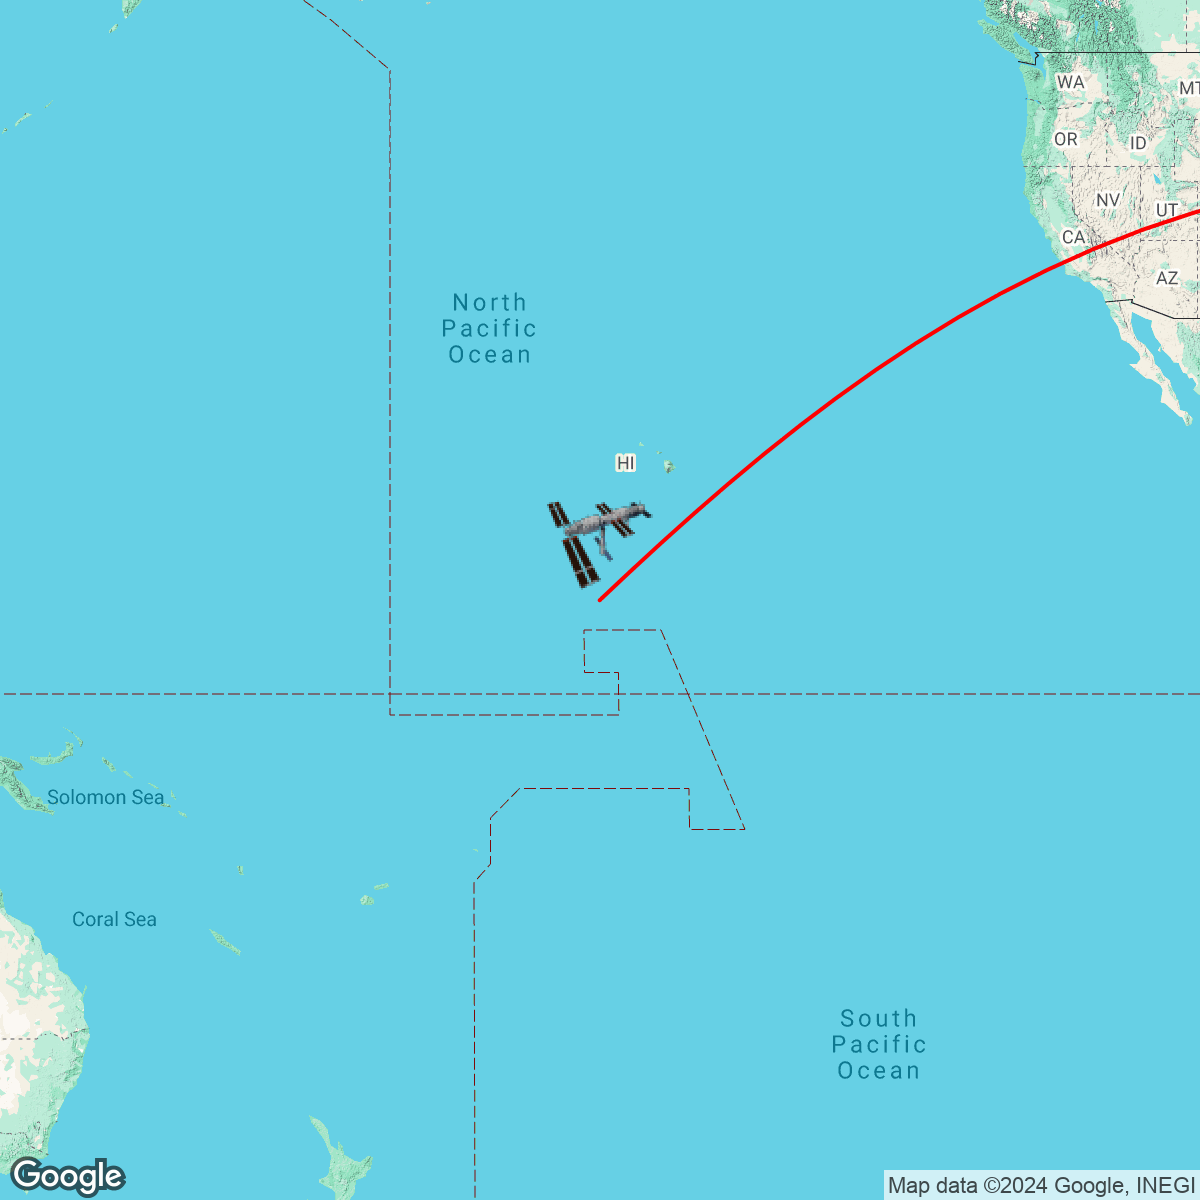 WA
MT
OR
ID
NV
UT
CA
AZ
North
Pacific
Ocean
HI
Solomon Sea
Coral Sea
South
Pacific
Ocean
Google
Map data ©2024 Google, INEGI